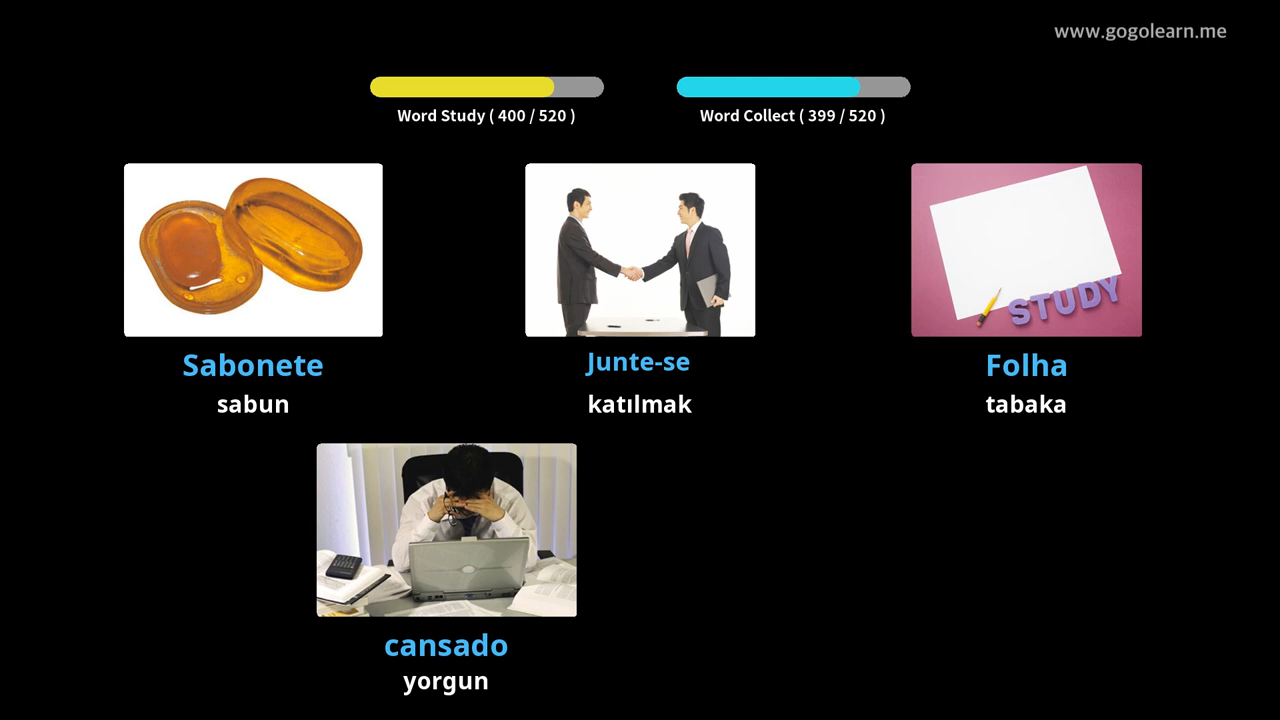 www.gogolearn.me
Word Study ( 400 / 520 )
Word Collect ( 399 / 520 )
STUDY
Sabonete
sabun
Junte-se
katılmak
Folha
tabaka
cansado
yorgun